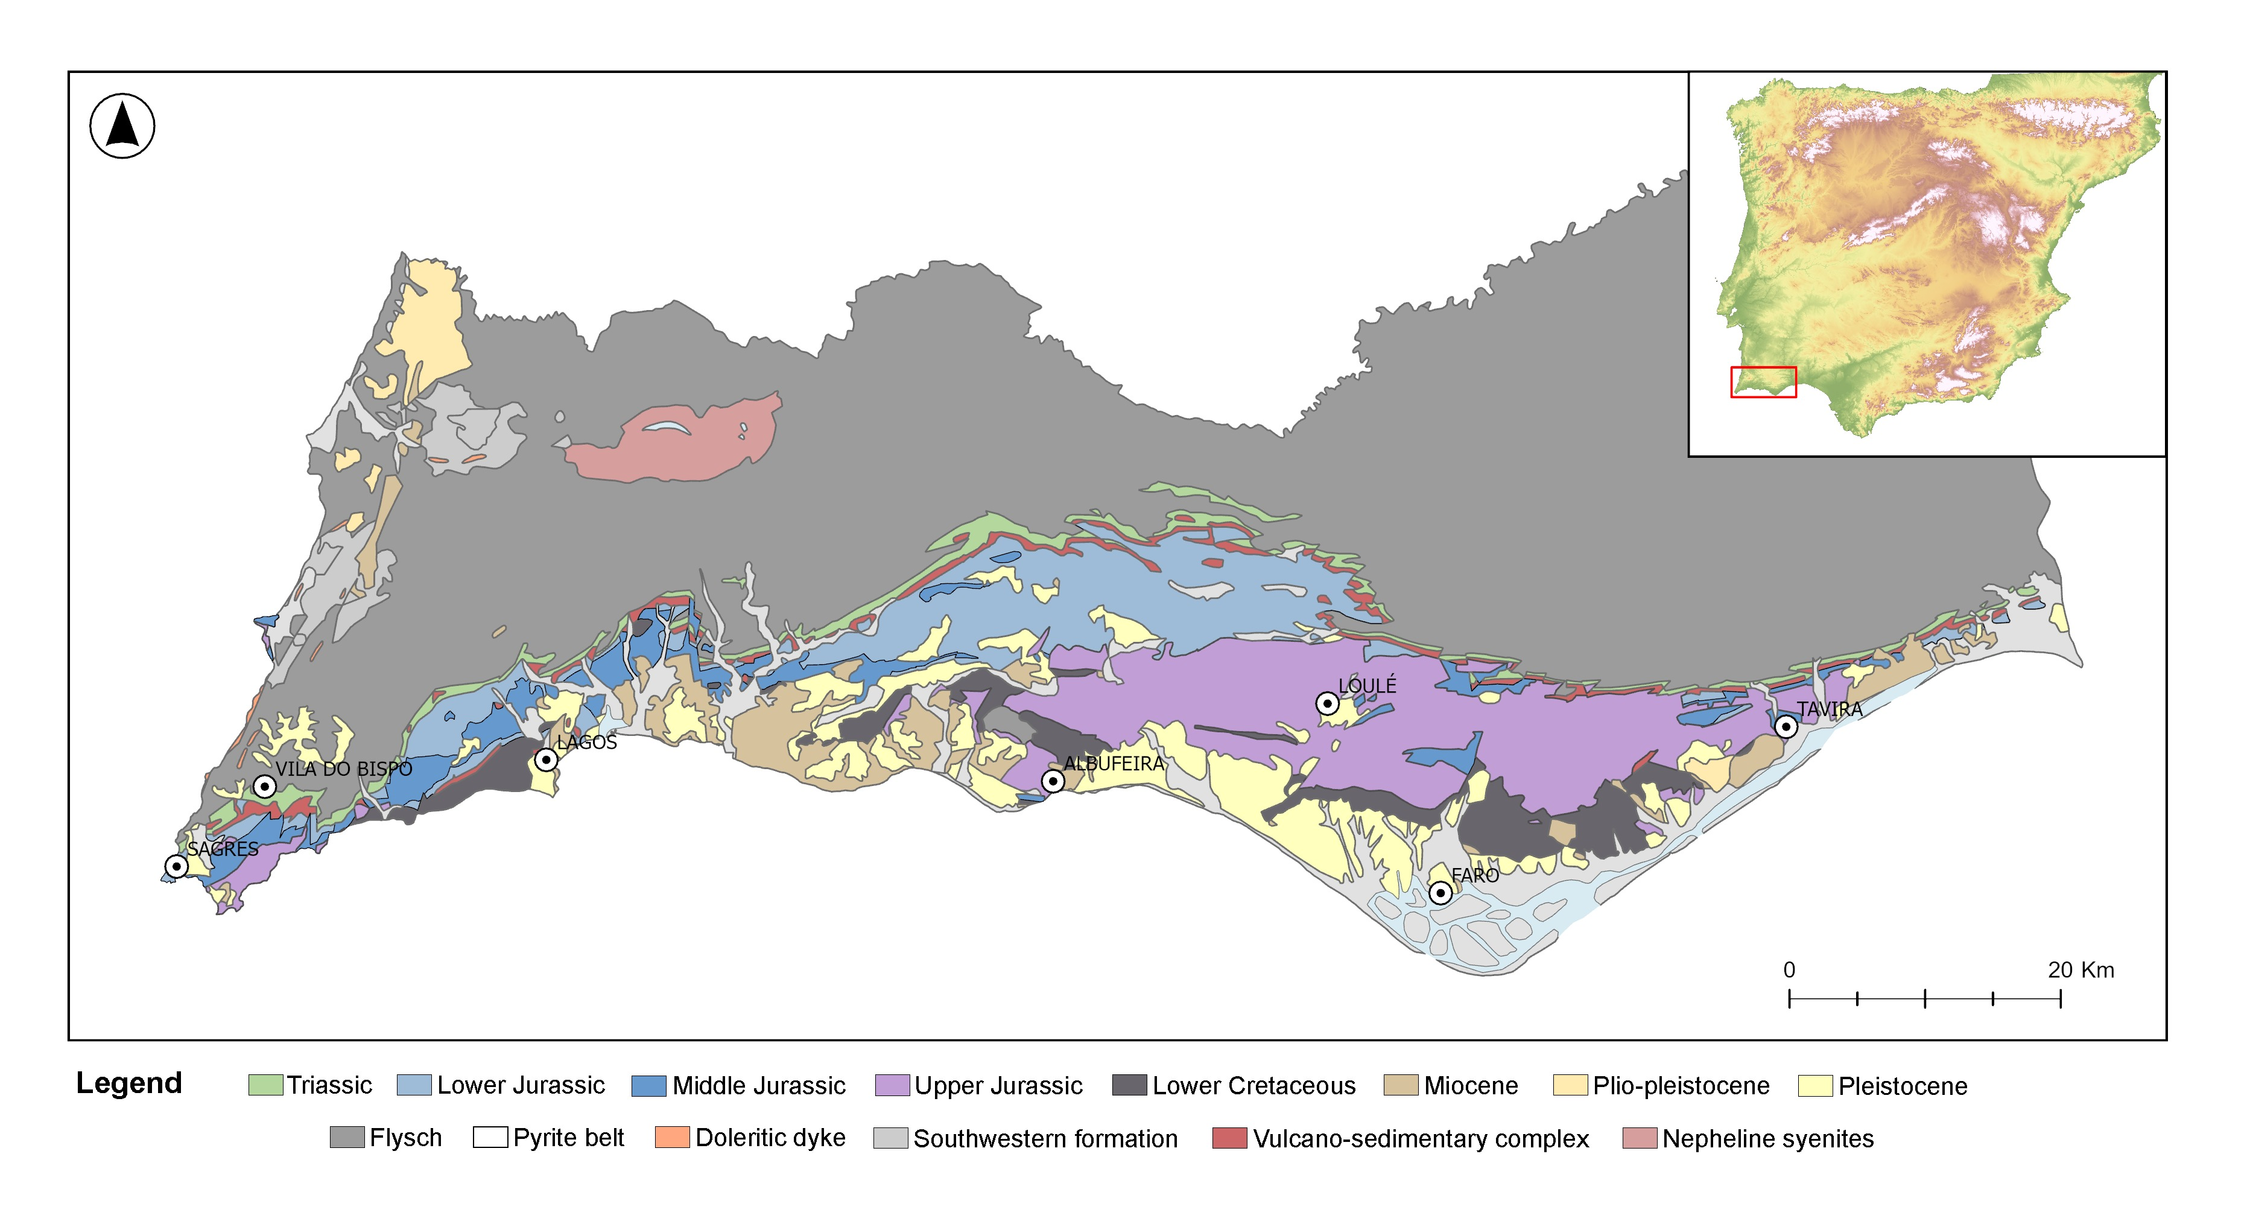 LOULÉ
TAVIRA
LAGOS
ALBUFEIRA
VILA DO BISPO
SAGRES
FARO
0 20 Km
Legend
Triassic Lower Jurassic Middle Jurassic Upper Jurassic Lower Cretaceous Miocene Plio-pleistocene Pleistocene
Flysch Pyrite belt Doleritic dyke Southwestern formation Vulcano-sedimentary complex Nepheline syenites